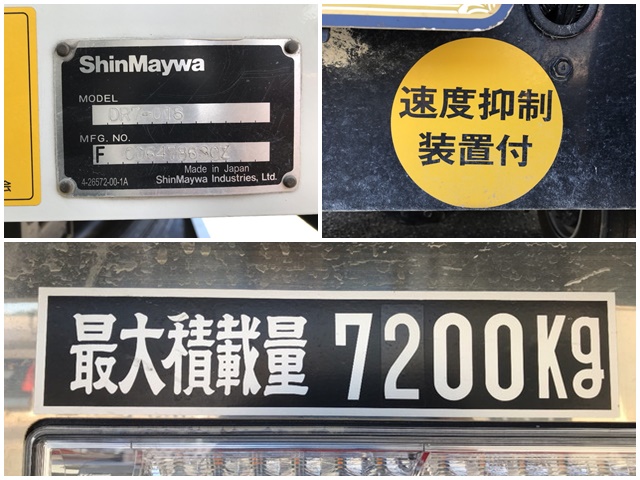 ShinMaywa
MODEL
MFG. NO.
F
Made in Japan
4-26572-00-1A
ShinMaywa Industries, Ltd.
会
速度抑制
装置付
最大積載量 7200Kg